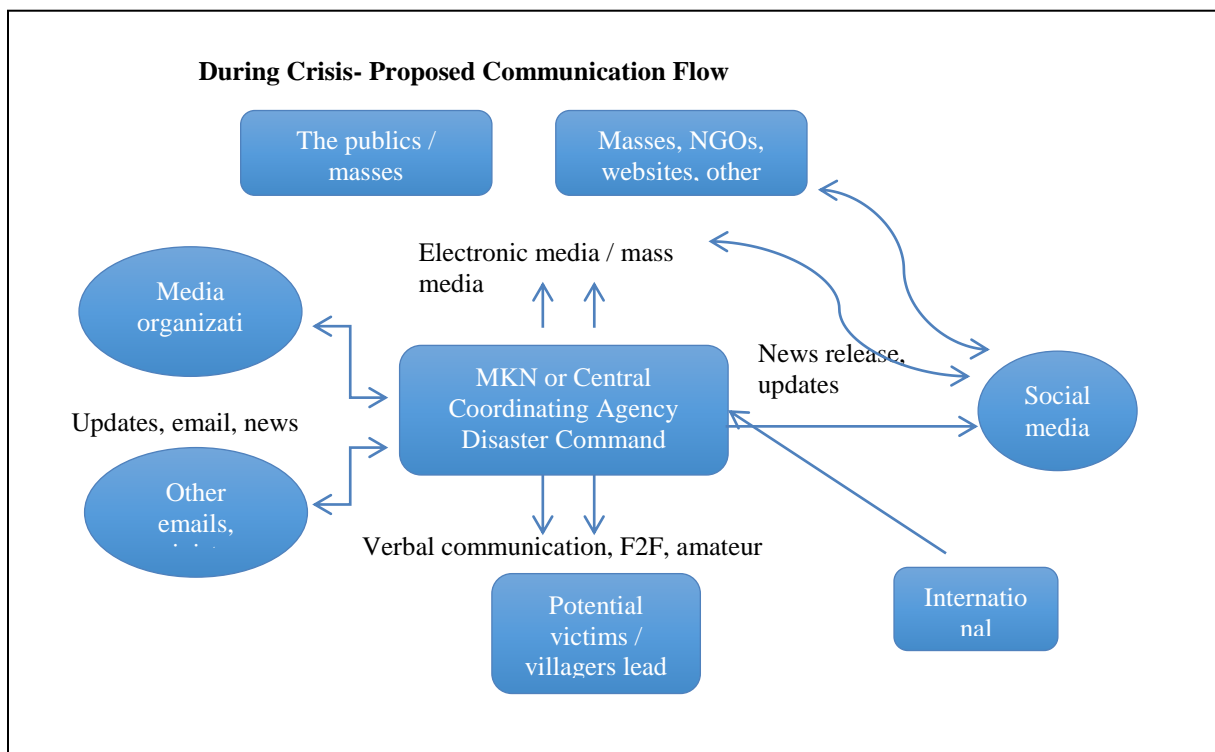 During Crisis- Proposed Communication Flow
The publics /
masses
Masses, NGOs,
websites, other
Electronic media / mass
media
Media
organizati
News release,
updates
MKN or Central
Coordinating Agency
Disaster Command
Social
media
Updates, email, news
Other
emails,
Verbal communication, F2F, amateur
Potential
victims /
villagers lead
Internatio
nal